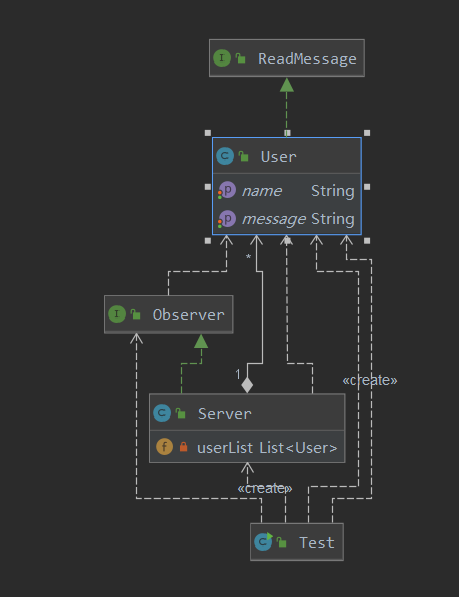 I ReadMessage
C User
p name String
p message String
*
I Observer
1
«create»
C Server
f userList List<User>
«create»
C Test